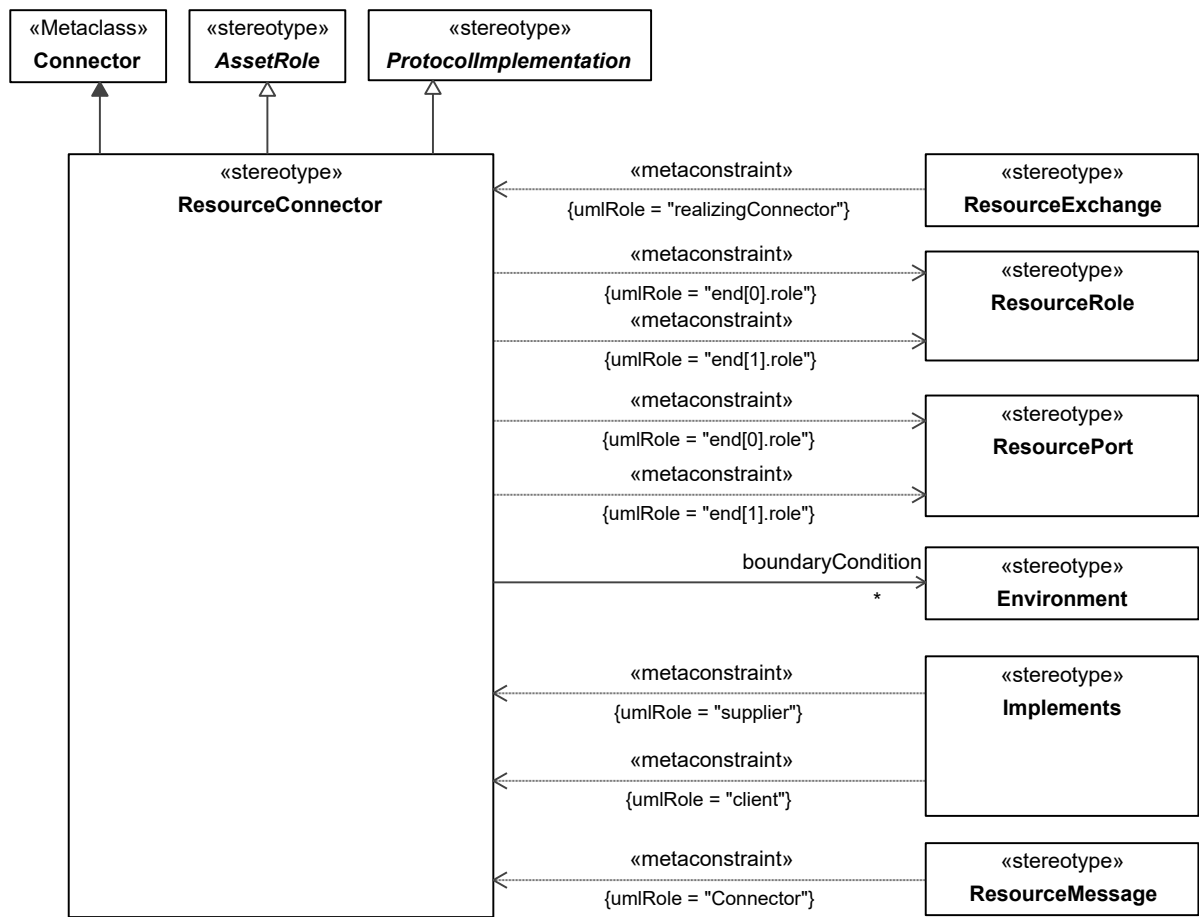 «Metaclass»
Connector
«stereotype»
AssetRole
«stereotype»
ProtocolImplementation
«stereotype»
ResourceConnector
«metaconstraint»
{umlRole = "realizingConnector"}
«stereotype»
ResourceExchange
«metaconstraint»
{umlRole = "end[0].role"}
«metaconstraint»
{umlRole = "end[1].role"}
«stereotype»
ResourceRole
«metaconstraint»
{umlRole = "end[0].role"}
«metaconstraint»
{umlRole = "end[1].role"}
«stereotype»
ResourcePort
boundaryCondition
*
«stereotype»
Environment
«metaconstraint»
{umlRole = "supplier"}
«metaconstraint»
{umlRole = "client"}
«stereotype»
Implements
«metaconstraint»
{umlRole = "Connector"}
«stereotype»
ResourceMessage